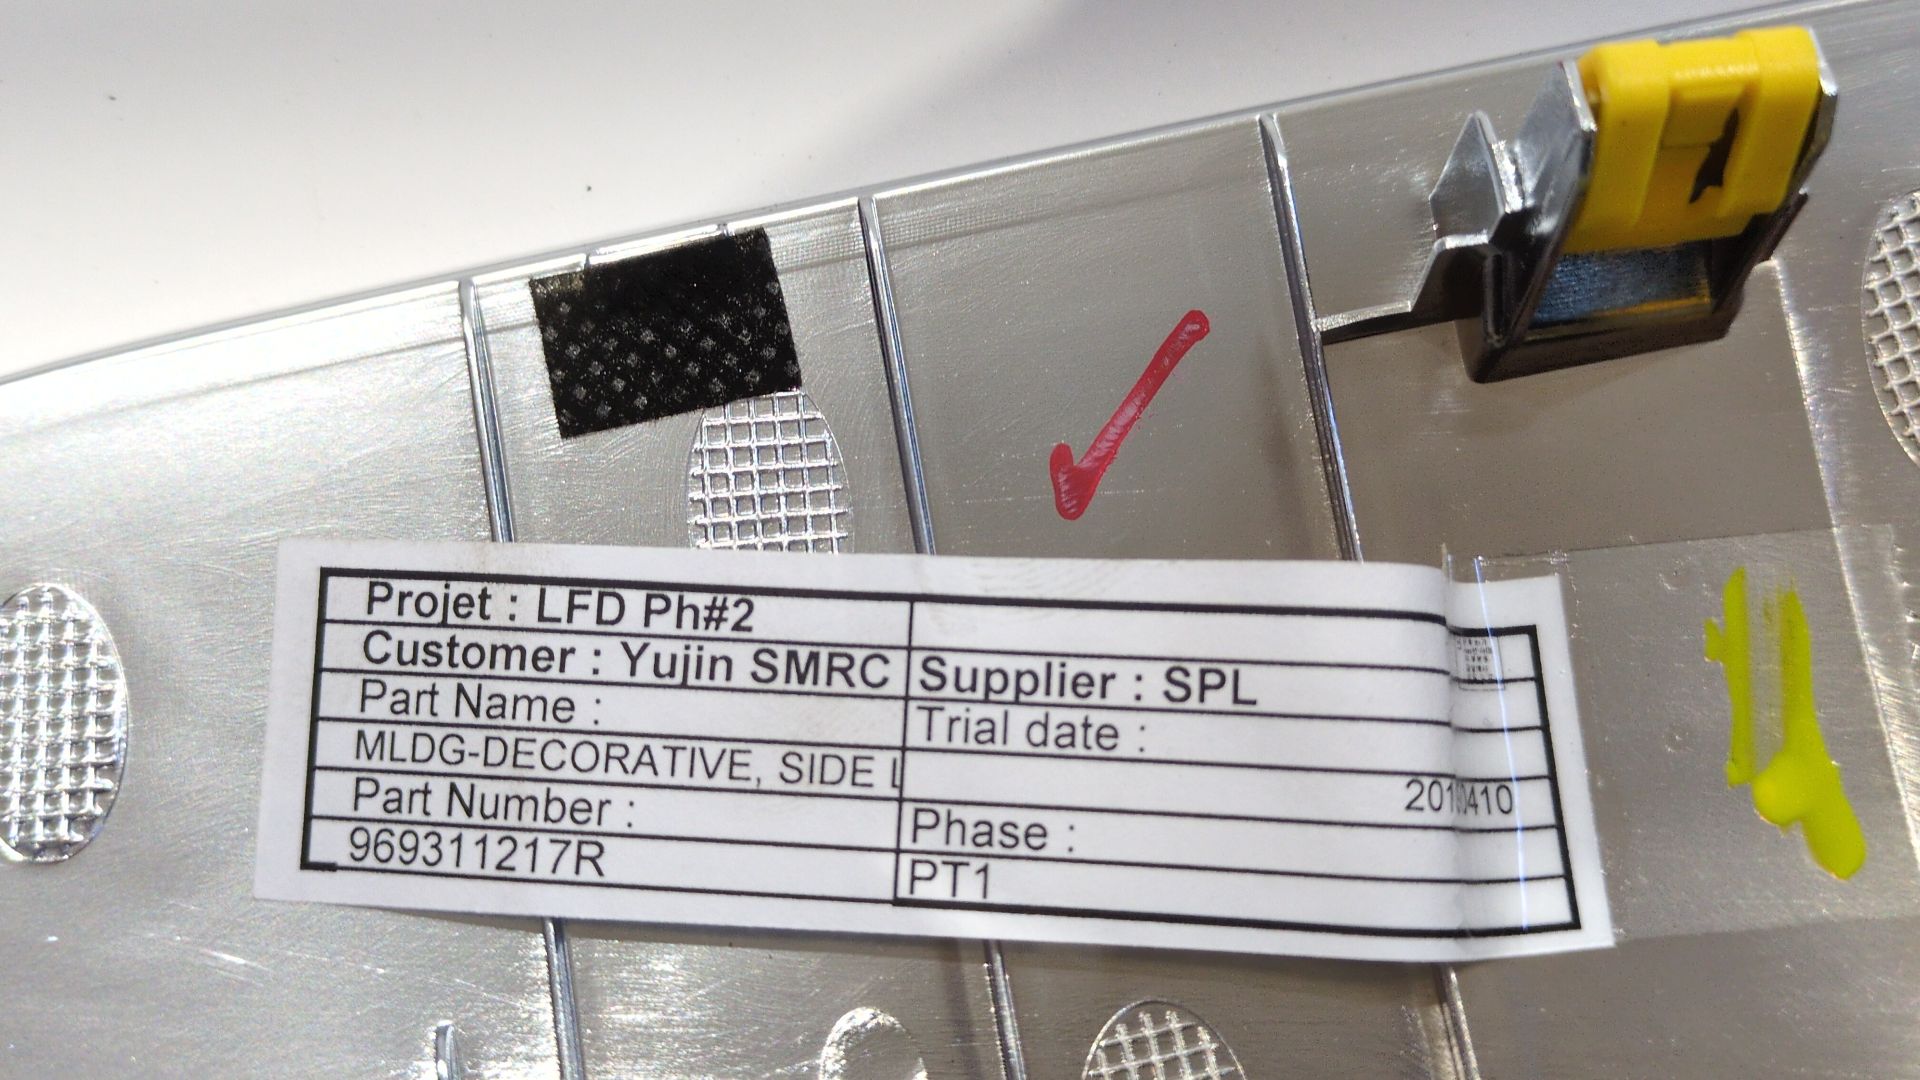 Projet : LFD Ph#2
Customer : Yujin SMRC
Supplier : SPL
Part Name :
Trial date :
MLDG-DECORATIVE, SIDE L
Part Number :
Phase :
969311217R
PT1